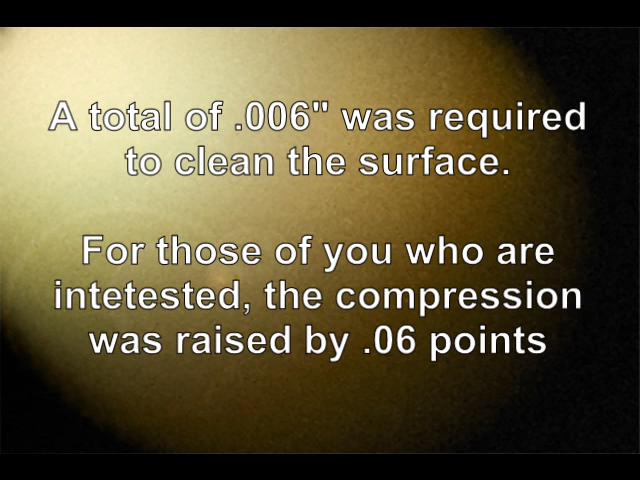 A total of .006" was required
to clean the surface.
For those of you who are
intetested, the compression
was raised by .06 points